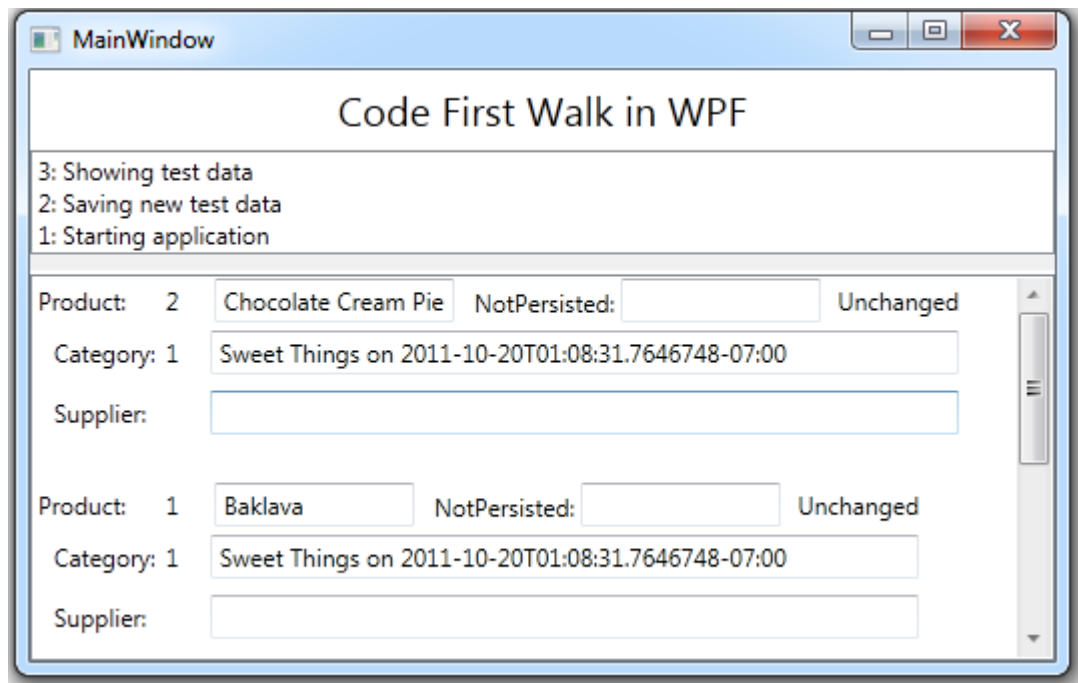 MainWindow
Code First Walk in WPF
3: Showing test data
2: Saving new test data
1: Starting application
Product: 2 Chocolate Cream Pie NotPersisted: Unchanged
Category: 1 Sweet Things on 2011-10-20T01:08:31.7646748-07:00
Supplier:
Product: 1 Baklava NotPersisted: Unchanged
Category: 1 Sweet Things on 2011-10-20T01:08:31.7646748-07:00
Supplier: